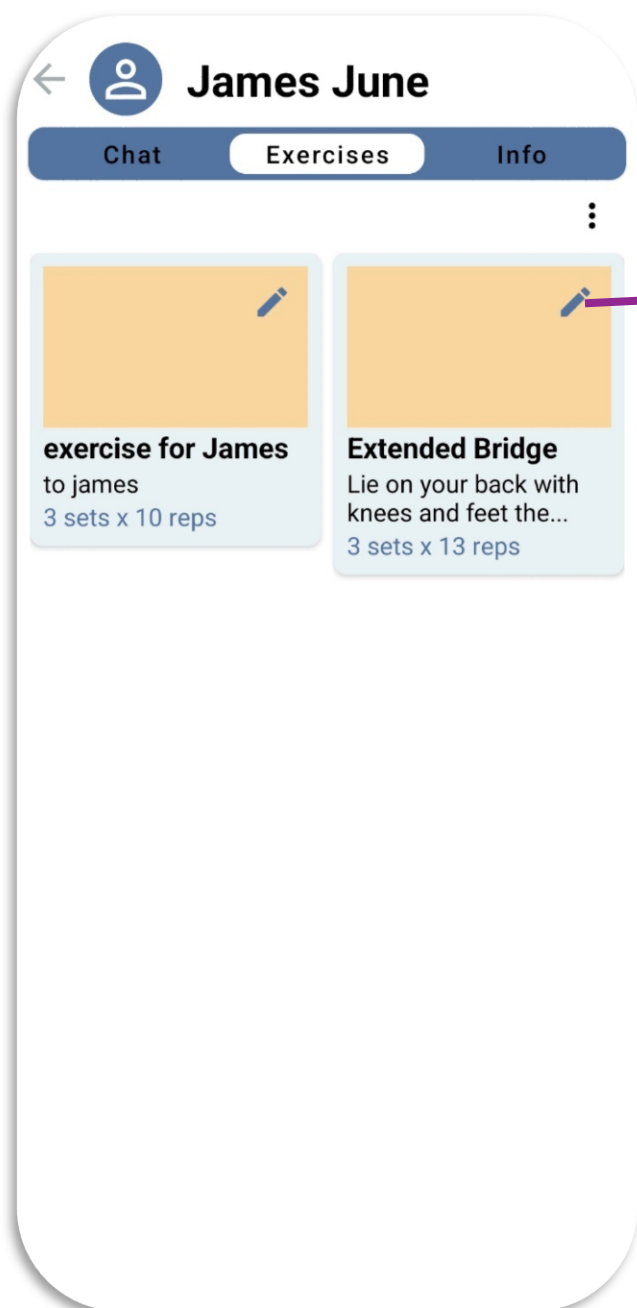 James June
Chat Exercises Info
exercise for James
to james
3 sets x 10 reps
Extended Bridge
Lie on your back with
knees and feet the...
3 sets x 13 reps